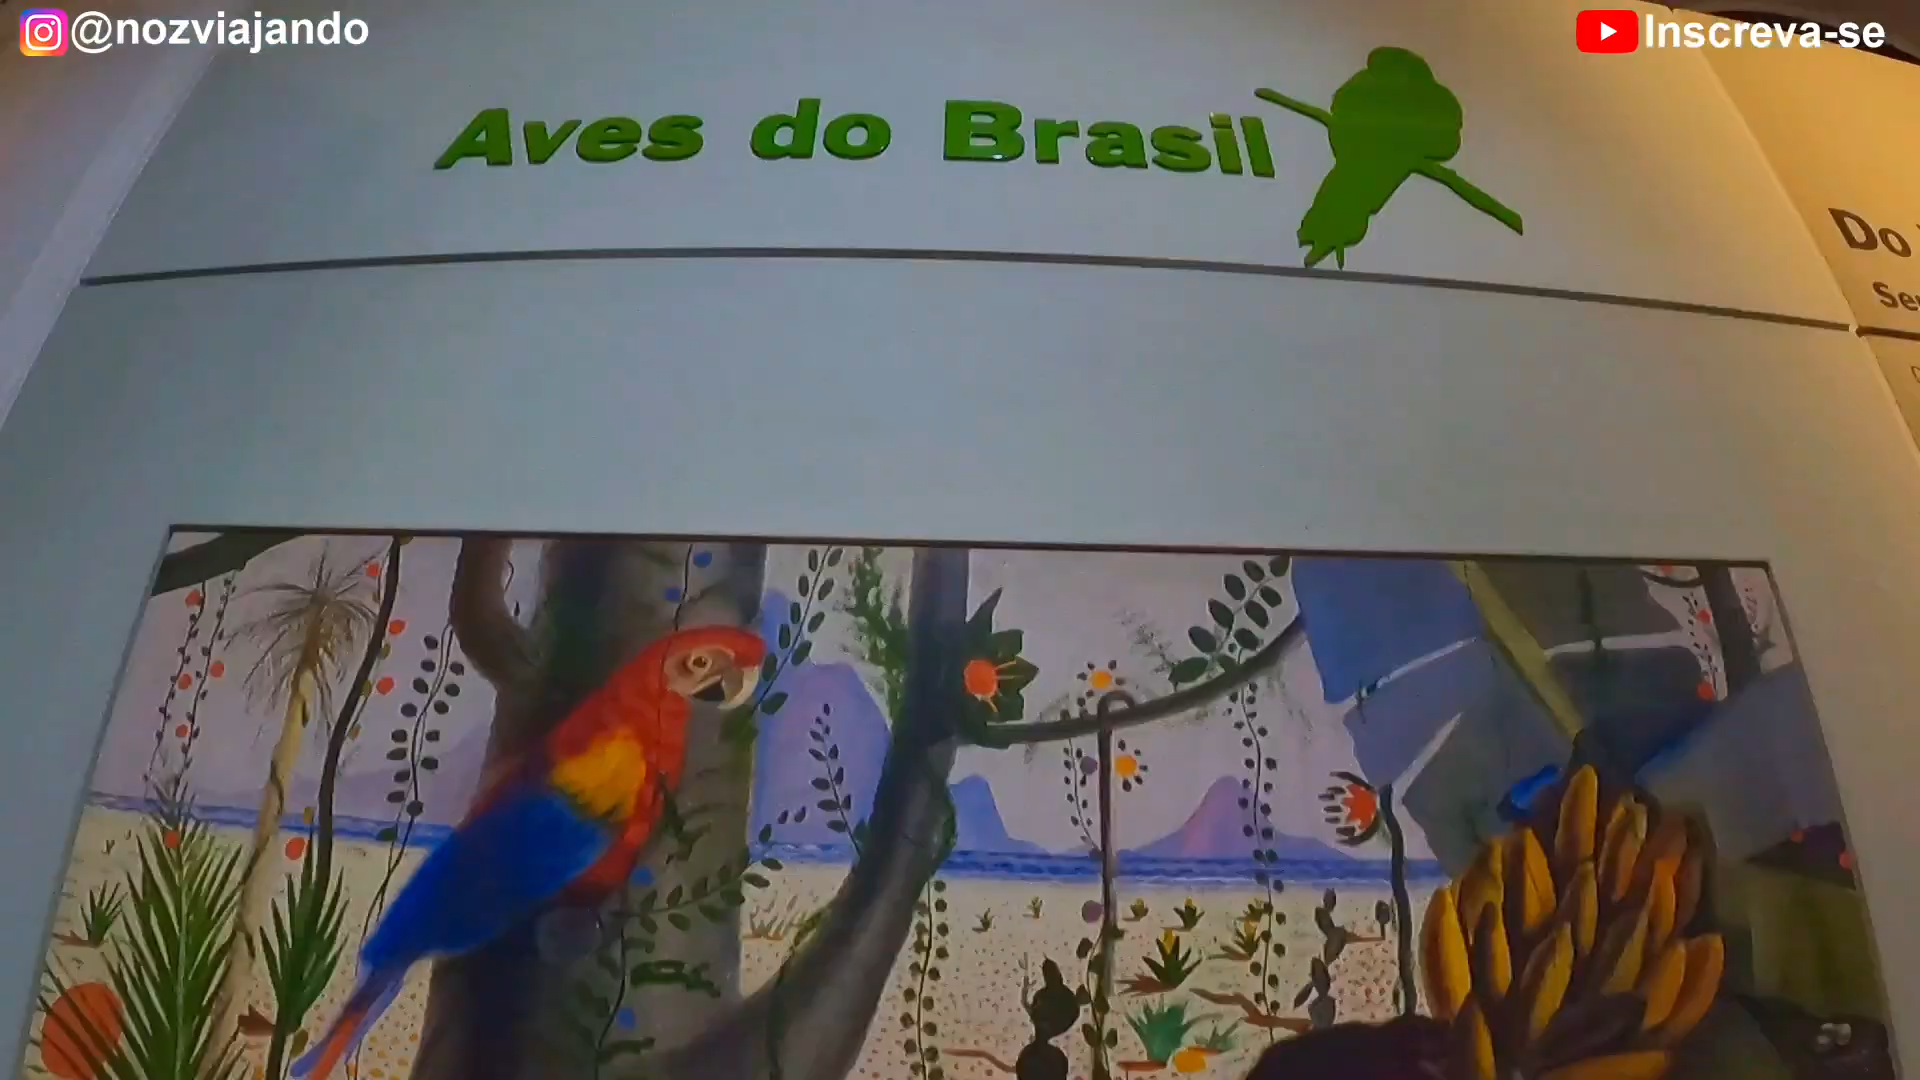 @nozviajando
Inscreva-se
Aves do Brasil
Do